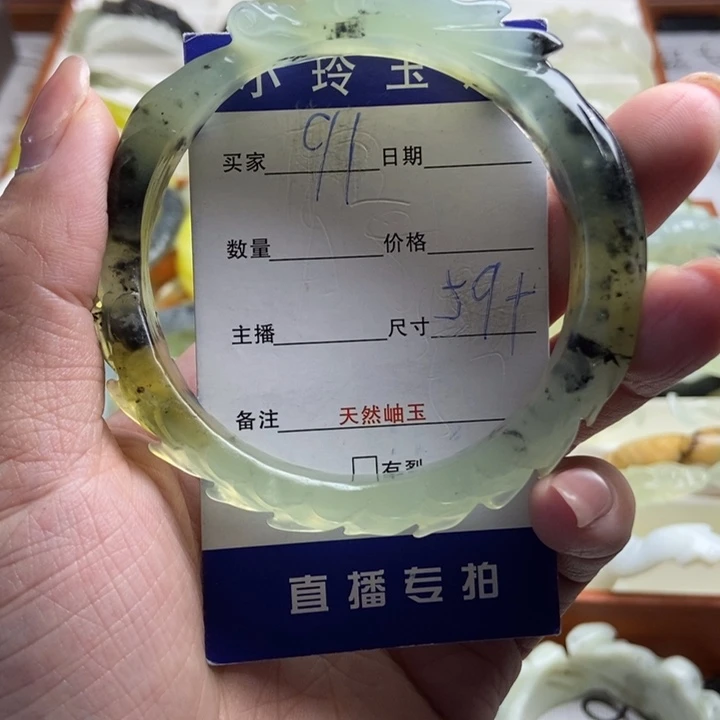 小玲玉
买家 91 日期
数量 价格
主播 尺寸 59+
备注 天然岫玉
□有裂
直播专拍